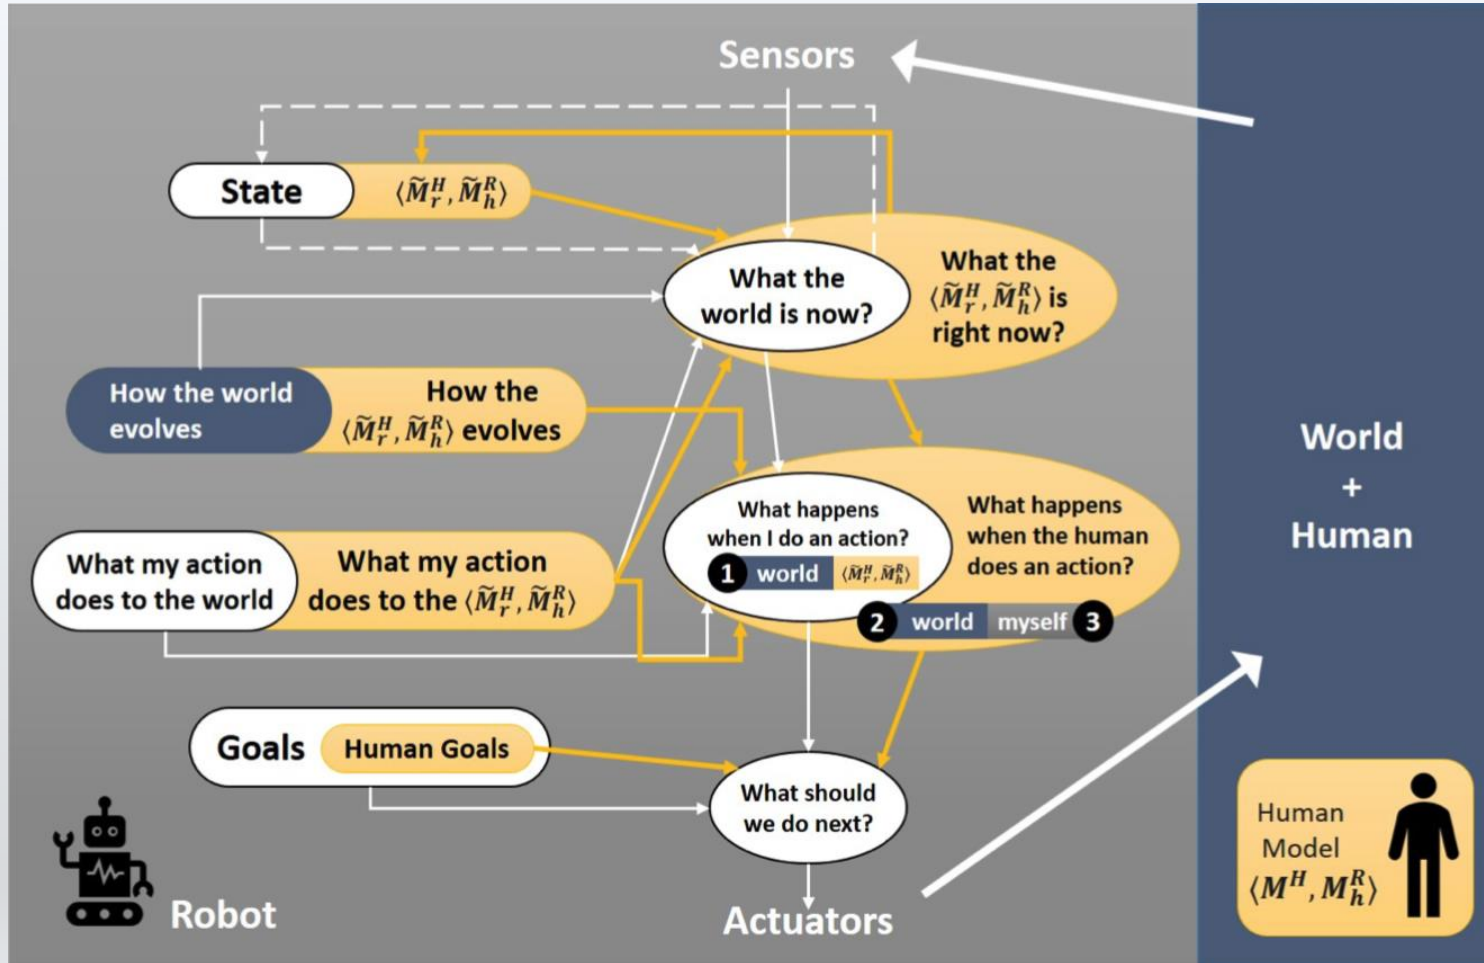 Sensors
State
⟨M̃ᴴᵣ, M̃ᴿₕ⟩
What the
world is now?
What the
⟨M̃ᴴᵣ, M̃ᴿₕ⟩ is
right now?
How the world
evolves
How the
⟨M̃ᴴᵣ, M̃ᴿₕ⟩ evolves
What happens
when I do an action?
1 world ⟨M̃ᴴᵣ, M̃ᴿₕ⟩
What happens
when the human
does an action?
2 world myself 3
What my action
does to the world
What my action
does to the ⟨M̃ᴴᵣ, M̃ᴿₕ⟩
Goals
Human Goals
What should
we do next?
Actuators
Robot
World
+
Human
Human
Model
⟨Mᴴ, Mᴿₕ⟩